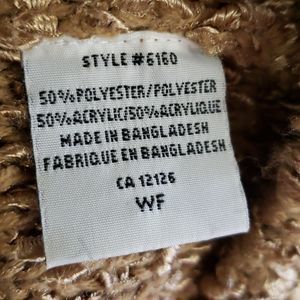 STYLE #6160
50% POLYESTER/POLYESTER
50% ACRYLIC/50% ACRYLIQUE
MADE IN BANGLADESH
FABRIQUE EN BANGLADESH
CA 12126
WF